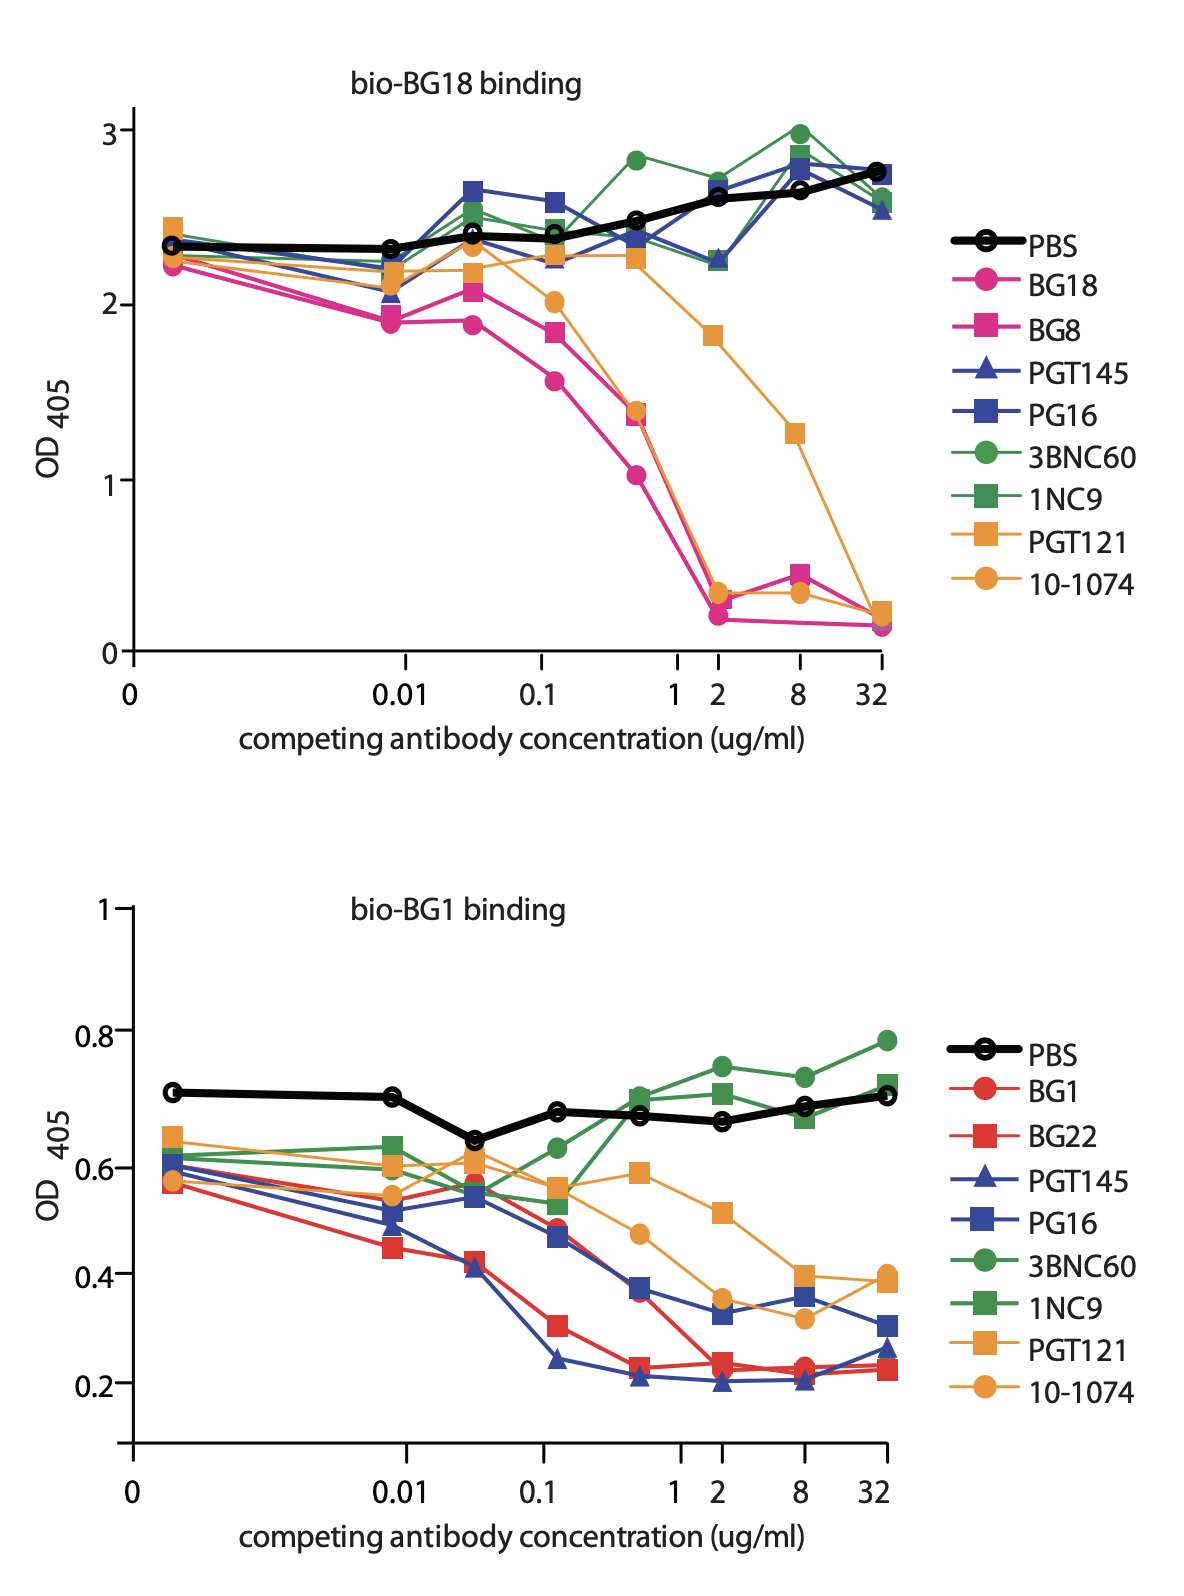 bio-BG18 binding
3
2
1
0
OD 405
0 0.01 0.1 1 2 8 32
competing antibody concentration (ug/ml)
PBS
BG18
BG8
PGT145
PG16
3BNC60
1NC9
PGT121
10-1074
bio-BG1 binding
1
0.8
0.6
0.4
0.2
OD 405
0 0.01 0.1 1 2 8 32
competing antibody concentration (ug/ml)
PBS
BG1
BG22
PGT145
PG16
3BNC60
1NC9
PGT121
10-1074